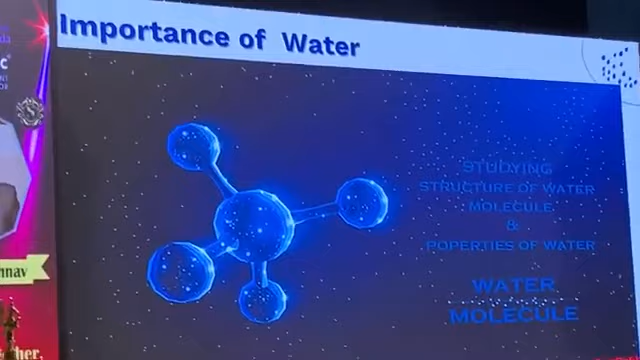 Importance of Water
STUDYING
STRUCTURE OF WATER
MOLECULE
&
POPERTIES OF WATER
WATER
MOLECULE